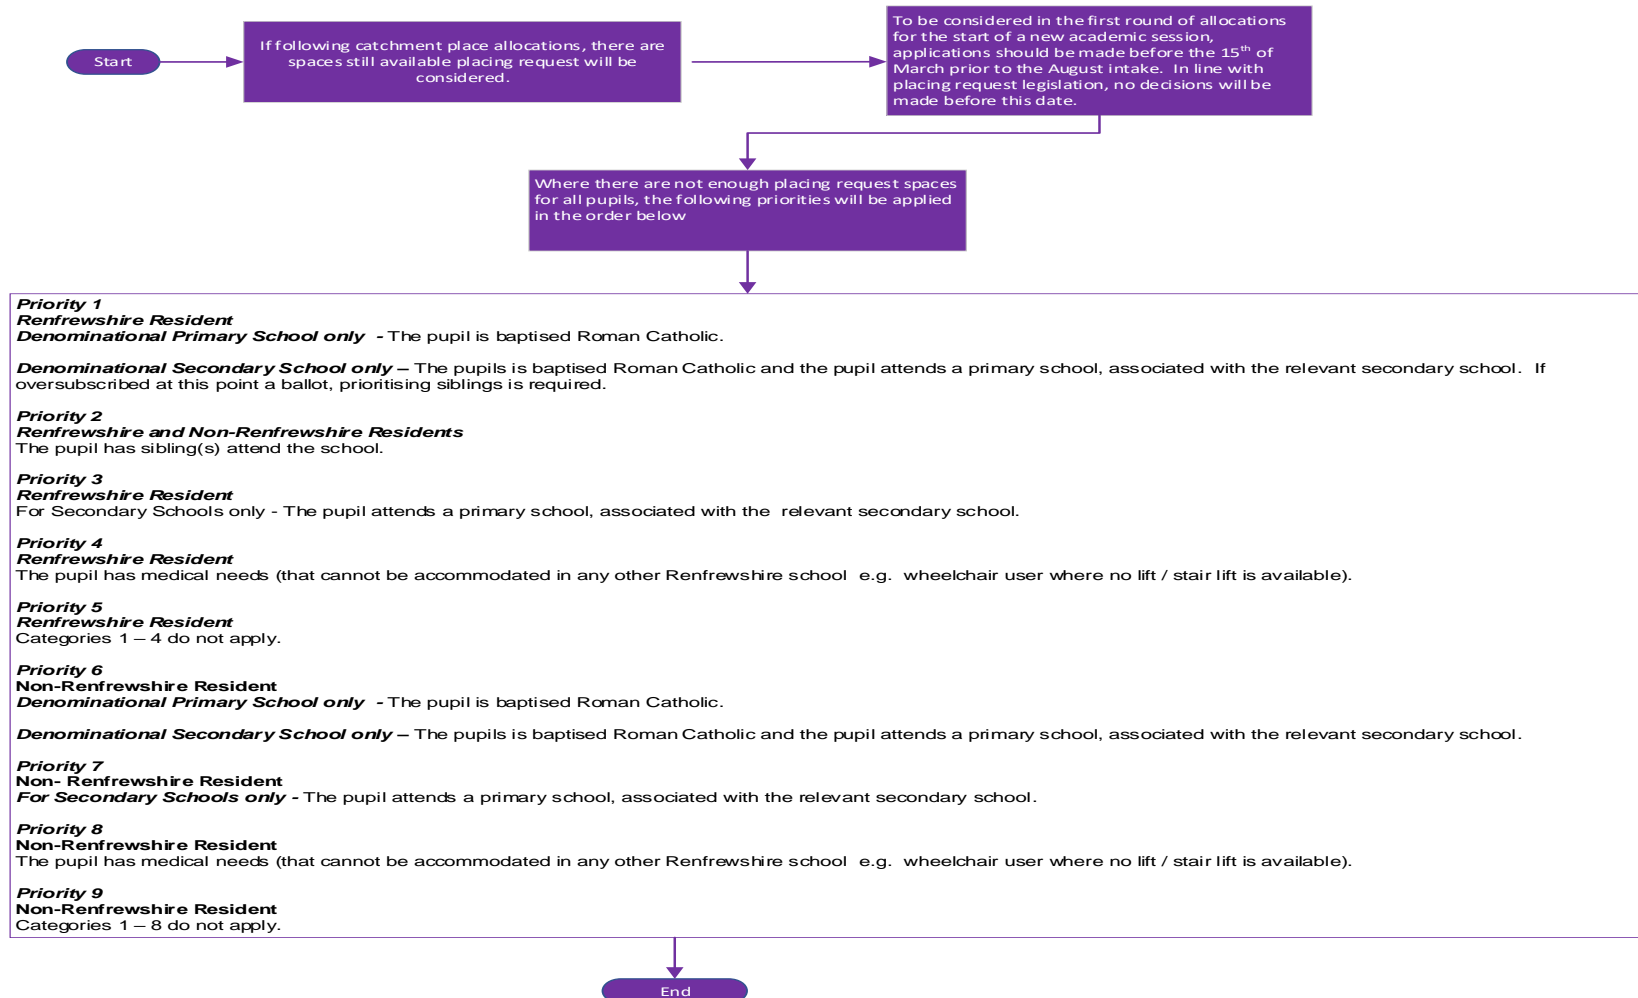 Start
If following catchment place allocations, there are
spaces still available placing request will be
considered.
To be considered in the first round of allocations
for the start of a new academic session,
applications should be made before the 15th of
March prior to the August intake. In line with
placing request legislation, no decisions will be
made before this date.
Where there are not enough placing request spaces
for all pupils, the following priorities will be applied
in the order below
Priority 1
Renfrewshire Resident
Denominational Primary School only - The pupil is baptised Roman Catholic.
Denominational Secondary School only – The pupils is baptised Roman Catholic and the pupil attends a primary school, associated with the relevant secondary school. If
oversubscribed at this point a ballot, prioritising siblings is required.
Priority 2
Renfrewshire and Non-Renfrewshire Residents
The pupil has sibling(s) attend the school.
Priority 3
Renfrewshire Resident
For Secondary Schools only - The pupil attends a primary school, associated with the relevant secondary school.
Priority 4
Renfrewshire Resident
The pupil has medical needs (that cannot be accommodated in any other Renfrewshire school e.g. wheelchair user where no lift / stair lift is available).
Priority 5
Renfrewshire Resident
Categories 1 – 4 do not apply.
Priority 6
Non-Renfrewshire Resident
Denominational Primary School only - The pupil is baptised Roman Catholic.
Denominational Secondary School only – The pupils is baptised Roman Catholic and the pupil attends a primary school, associated with the relevant secondary school.
Priority 7
Non- Renfrewshire Resident
For Secondary Schools only - The pupil attends a primary school, associated with the relevant secondary school.
Priority 8
Non-Renfrewshire Resident
The pupil has medical needs (that cannot be accommodated in any other Renfrewshire school e.g. wheelchair user where no lift / stair lift is available).
Priority 9
Non-Renfrewshire Resident
Categories 1 – 8 do not apply.
End